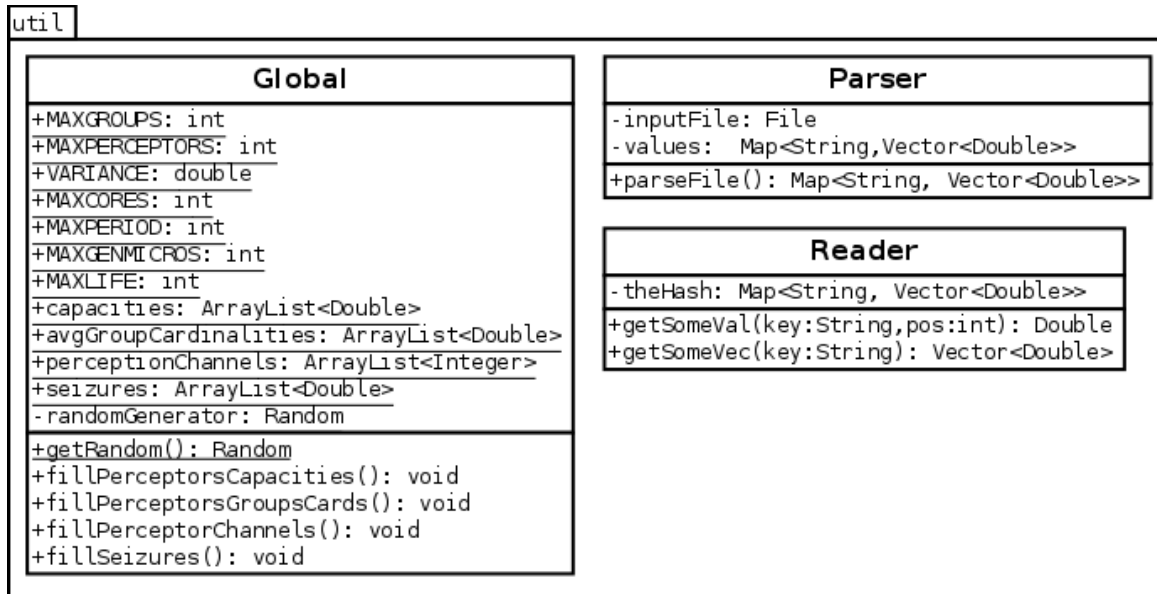 util
Global
+MAXGROUPS: int
+MAXPERCEPTORS: int
+VARIANCE: double
+MAXCORES: int
+MAXPERIOD: int
+MAXGENMICROS: int
+MAXLIFE: int
+capacities: ArrayList<Double>
+avgGroupCardinalities: ArrayList<Double>
+perceptionChannels: ArrayList<Integer>
+seizures: ArrayList<Double>
-randomGenerator: Random
+getRandom(): Random
+fillPerceptorsCapacities(): void
+fillPerceptorsGroupsCards(): void
+fillPerceptorChannels(): void
+fillSeizures(): void
Parser
-inputFile: File
-values:  Map<String,Vector<Double>>
+parseFile(): Map<String, Vector<Double>>
Reader
-theHash: Map<String, Vector<Double>>
+getSomeVal(key:String,pos:int): Double
+getSomeVec(key:String): Vector<Double>